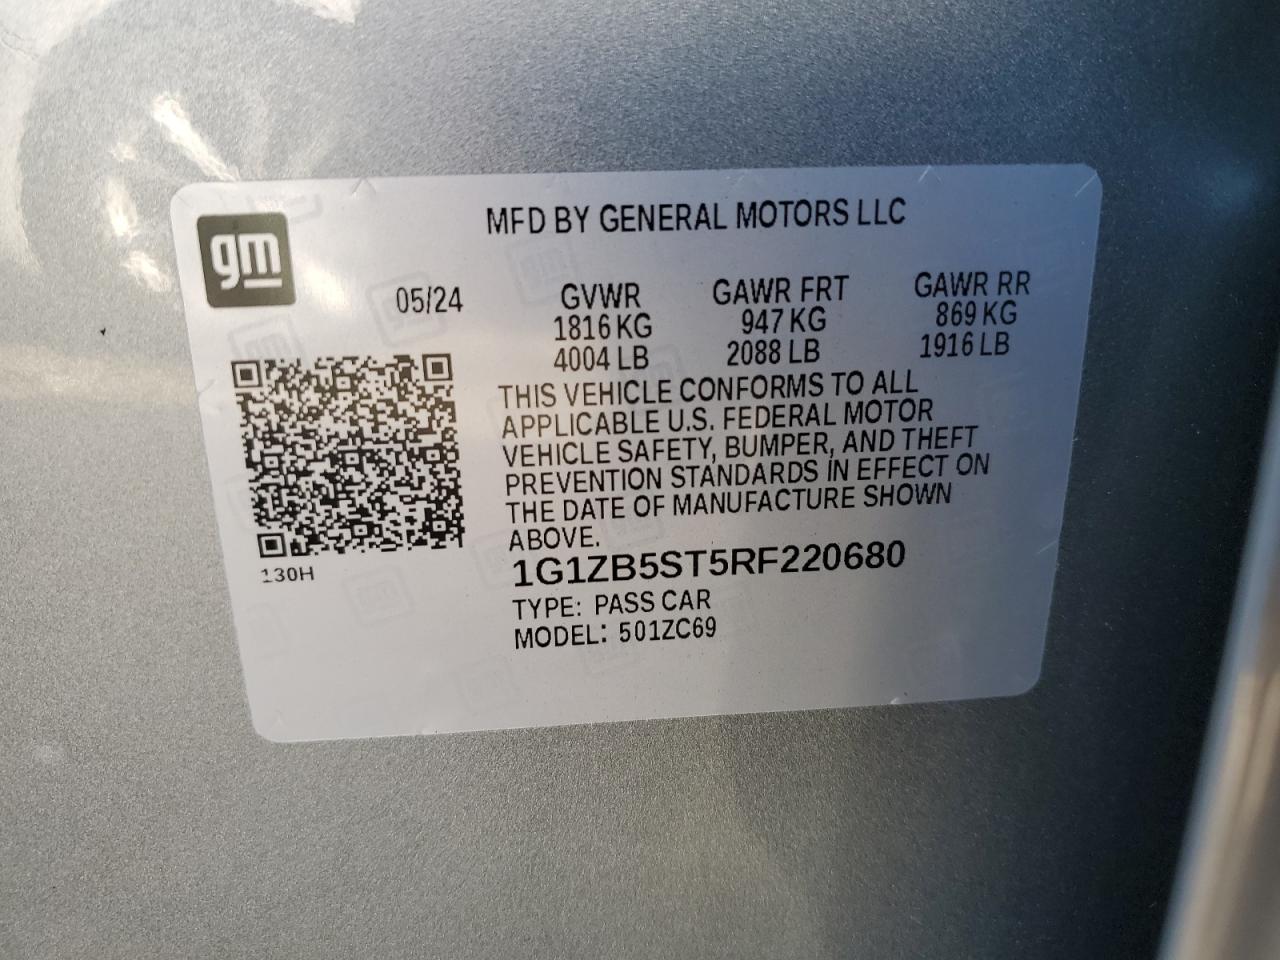 gm
MFD BY GENERAL MOTORS LLC
05/24
GVWR GAWR FRT GAWR RR
1816 KG 947 KG 869 KG
4004 LB 2088 LB 1916 LB
THIS VEHICLE CONFORMS TO ALL
APPLICABLE U.S. FEDERAL MOTOR
VEHICLE SAFETY, BUMPER, AND THEFT
PREVENTION STANDARDS IN EFFECT ON
THE DATE OF MANUFACTURE SHOWN
ABOVE.
130H
1G1ZB5ST5RF220680
TYPE: PASS CAR
MODEL: 501ZC69